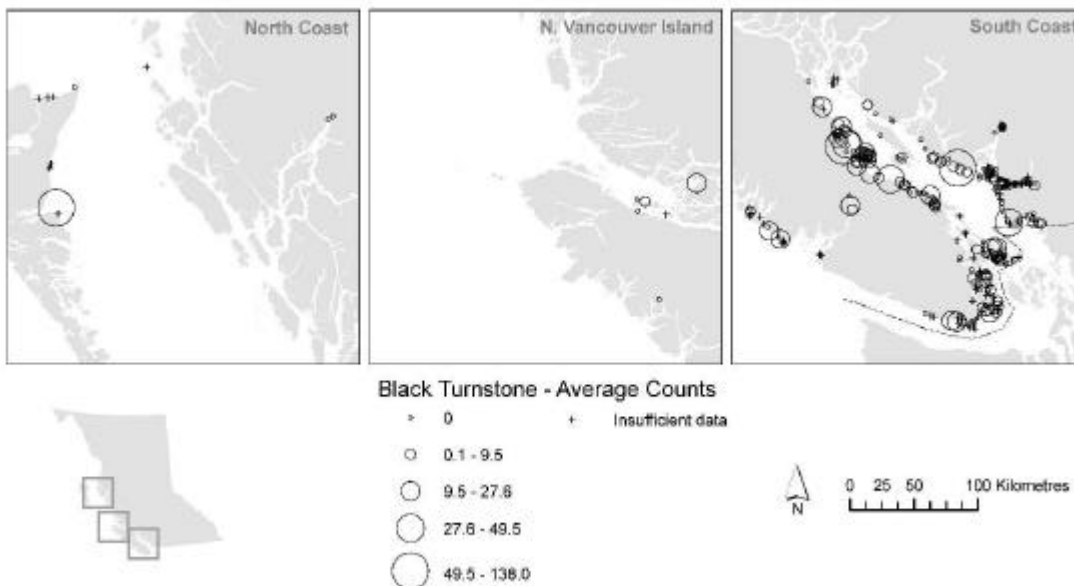 North Coast
N. Vancouver Island
South Coast
Black Turnstone - Average Counts
0
+ Insufficient data
0.1 - 9.5
9.5 - 27.6
27.6 - 49.5
49.5 - 138.0
N
0 25 50 100 Kilometres